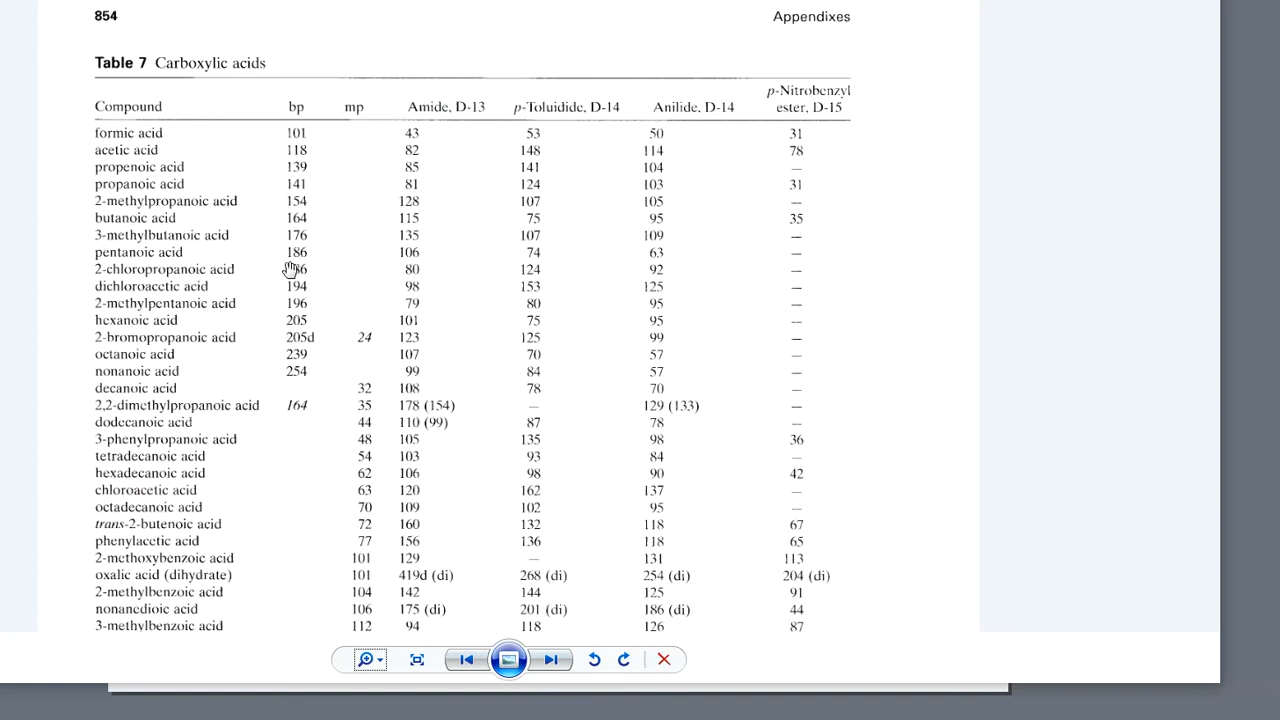 854 Appendixes
Table 7 Carboxylic acids
p-Nitrobenzyl
Compound bp mp Amide, D-13 p-Toluidide, D-14 Anilide, D-14 ester, D-15
formic acid 101 43 53 50 31
acetic acid 118 82 148 114 78
propenoic acid 139 85 141 104 —
propanoic acid 141 81 124 103 31
2-methylpropanoic acid 154 128 107 105 —
butanoic acid 164 115 75 95 35
3-methylbutanoic acid 176 135 107 109 —
pentanoic acid 186 106 74 63 —
2-chloropropanoic acid 80 124 92 —
dichloroacetic acid 194 98 153 125 —
2-methylpentanoic acid 196 79 80 95 —
hexanoic acid 205 101 75 95 —
2-bromopropanoic acid 205d 24 123 125 99 —
octanoic acid 239 107 70 57 —
nonanoic acid 254 99 84 57 —
decanoic acid 32 108 78 70 —
2,2-dimethylpropanoic acid 164 35 178 (154) — 129 (133) —
dodecanoic acid 44 110 (99) 87 78 —
3-phenylpropanoic acid 48 105 135 98 36
tetradecanoic acid 54 103 93 84 —
hexadecanoic acid 62 106 98 90 42
chloroacetic acid 63 120 162 137 —
octadecanoic acid 70 109 102 95 —
trans-2-butenoic acid 72 160 132 118 67
phenylacetic acid 77 156 136 118 65
2-methoxybenzoic acid 101 129 — 131 113
oxalic acid (dihydrate) 101 419d (di) 268 (di) 254 (di) 204 (di)
2-methylbenzoic acid 104 142 144 125 91
nonanedioic acid 106 175 (di) 201 (di) 186 (di) 44
3-methylbenzoic acid 112 94 118 126 87